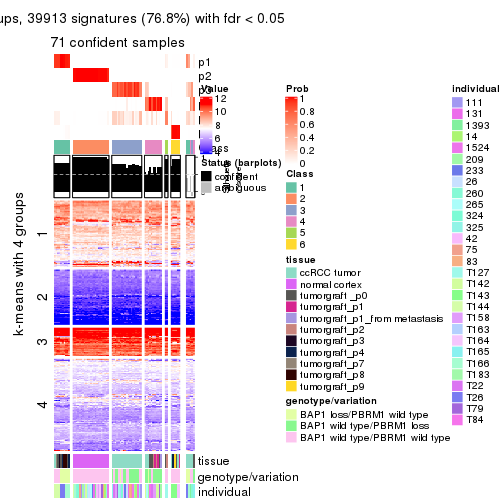 ups, 39913 signatures (76.8%) with fdr < 0.05
71 confident samples
p1
p2
Value
12
10
8
6
4
Status (barplots)
confident
ambiguous
1
2
3
4
k-means with 4 groups
tissue
genotype/variation
individual
Prob
1
0.8
0.6
0.4
0.2
0
Class
1
2
3
4
5
6
tissue
ccRCC tumor
normal cortex
tumorgraft_p0
tumorgraft_p1
tumorgraft_p1_from metastasis
tumorgraft_p2
tumorgraft_p3
tumorgraft_p4
tumorgraft_p7
tumorgraft_p8
tumorgraft_p9
genotype/variation
BAP1 loss/PBRM1 wild type
BAP1 wild type/PBRM1 loss
BAP1 wild type/PBRM1 wild type
individual
111
131
1393
14
1524
209
233
26
260
265
324
325
42
75
83
T127
T142
T143
T144
T158
T163
T164
T165
T166
T183
T22
T26
T79
T84